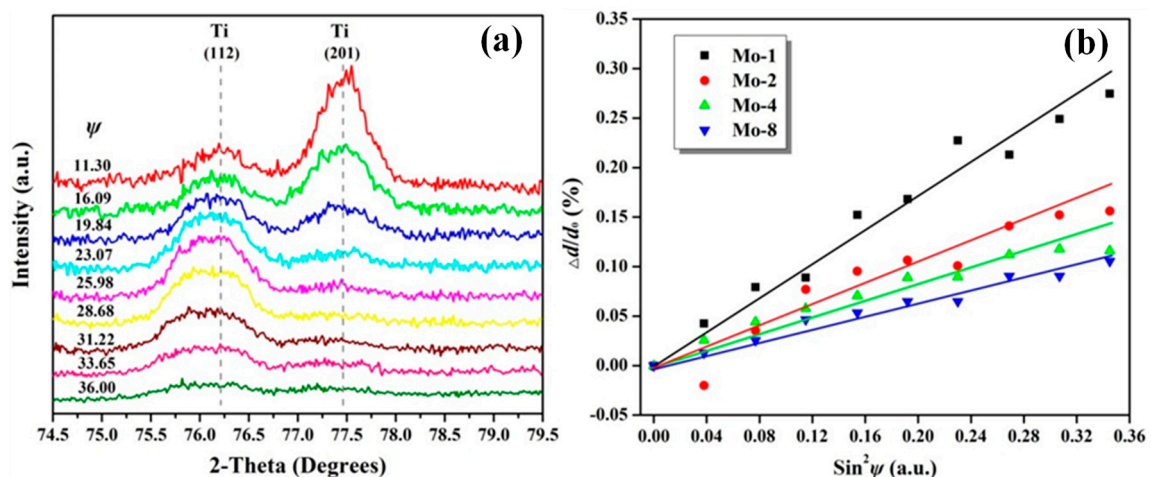 (a)
Ti
(112)
Ti
(201)
ψ
11.30
16.09
19.84
23.07
25.98
28.68
31.22
33.65
36.00
Intensity (a.u.)
74.5 75.0 75.5 76.0 76.5 77.0 77.5 78.0 78.5 79.0 79.5
2-Theta (Degrees)
(b)
Mo-1
Mo-2
Mo-4
Mo-8
0.30
0.25
0.20
0.15
0.10
0.05
0.00
-0.05
△d/d₀ (%)
0.00 0.04 0.08 0.12 0.16 0.20 0.24 0.28 0.32 0.36
Sin²ψ (a.u.)